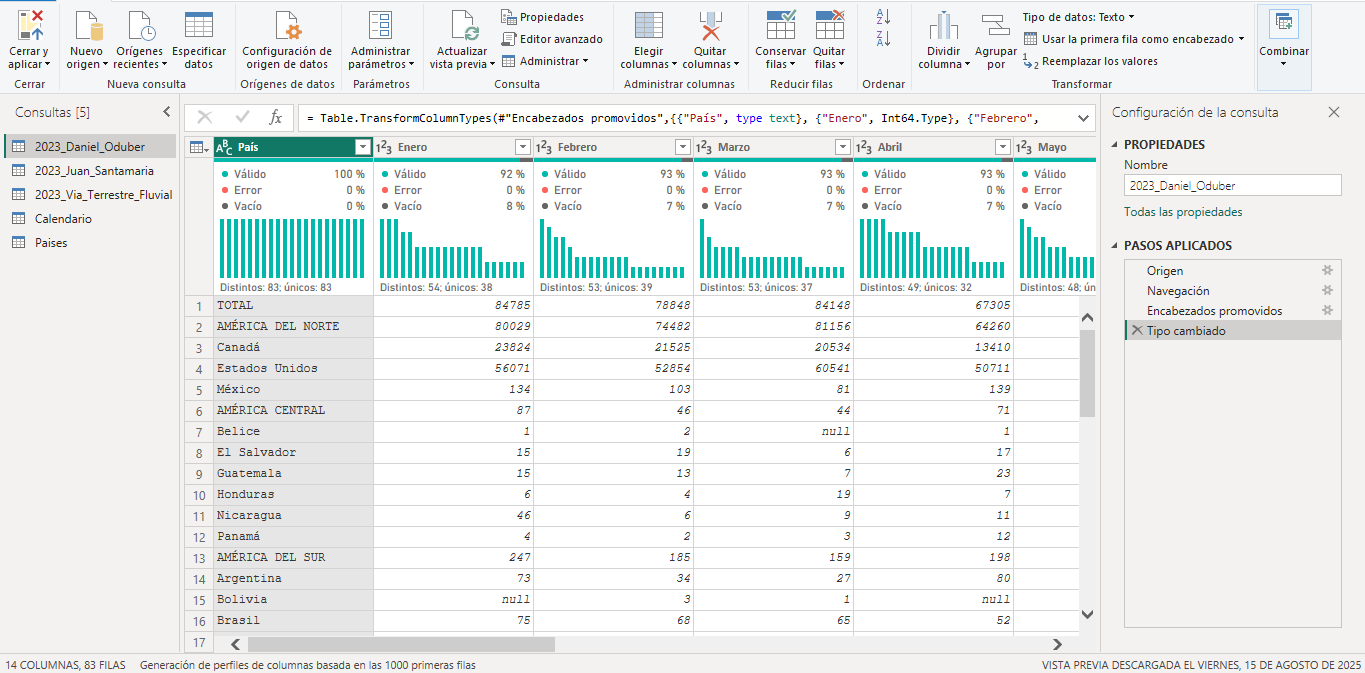 Cerrar y aplicar
Nuevo origen
Orígenes recientes
Especificar datos
Configuración de origen de datos
Administrar parámetros
Actualizar vista previa
Propiedades
Editor avanzado
Administrar
Elegir columnas
Quitar columnas
Conservar filas
Quitar filas
Dividir columna
Agrupar por
Tipo de datos: Texto
Usar la primera fila como encabezado
Reemplazar los valores
Combinar
Cerrar
Nueva consulta
Orígenes de datos
Parámetros
Consulta
Administrar columnas
Reducir filas
Ordenar
Transformar
Consultas [5]
2023_Daniel_Oduber
2023_Juan_Santamaria
2023_Via_Terrestre_Fluvial
Calendario
Paises
fx
= Table.TransformColumnTypes(#"Encabezados promovidos",{{"País", type text}, {"Enero", Int64.Type}, {"Febrero",
ABC País 123 Enero 123 Febrero 123 Marzo 123 Abril 123 Mayo
Válido 100 % Válido 92 % Válido 93 % Válido 93 % Válido 93 % Válido
Error 0 % Error 0 % Error 0 % Error 0 % Error 0 % Error
Vacío 0 % Vacío 8 % Vacío 7 % Vacío 7 % Vacío 7 % Vacío
Distintos: 83; únicos: 83 Distintos: 54; únicos: 38 Distintos: 53; únicos: 39 Distintos: 53; únicos: 37 Distintos: 49; únicos: 32 Distintos: 48; ún
1 TOTAL 84785 78848 84148 67305
2 AMÉRICA DEL NORTE 80029 74482 81156 64260
3 Canadá 23824 21525 20534 13410
4 Estados Unidos 56071 52854 60541 50711
5 México 134 103 81 139
6 AMÉRICA CENTRAL 87 46 44 71
7 Belice 1 2 null 1
8 El Salvador 15 19 6 17
9 Guatemala 15 13 7 23
10 Honduras 6 4 19 7
11 Nicaragua 46 6 9 11
12 Panamá 4 2 3 12
13 AMÉRICA DEL SUR 247 185 159 198
14 Argentina 73 34 27 80
15 Bolivia null 3 1 null
16 Brasil 75 68 65 52
17
Configuración de la consulta
PROPIEDADES
Nombre
2023_Daniel_Oduber
Todas las propiedades
PASOS APLICADOS
Origen
Navegación
Encabezados promovidos
Tipo cambiado
14 COLUMNAS, 83 FILAS Generación de perfiles de columnas basada en las 1000 primeras filas
VISTA PREVIA DESCARGADA EL VIERNES, 15 DE AGOSTO DE 2025